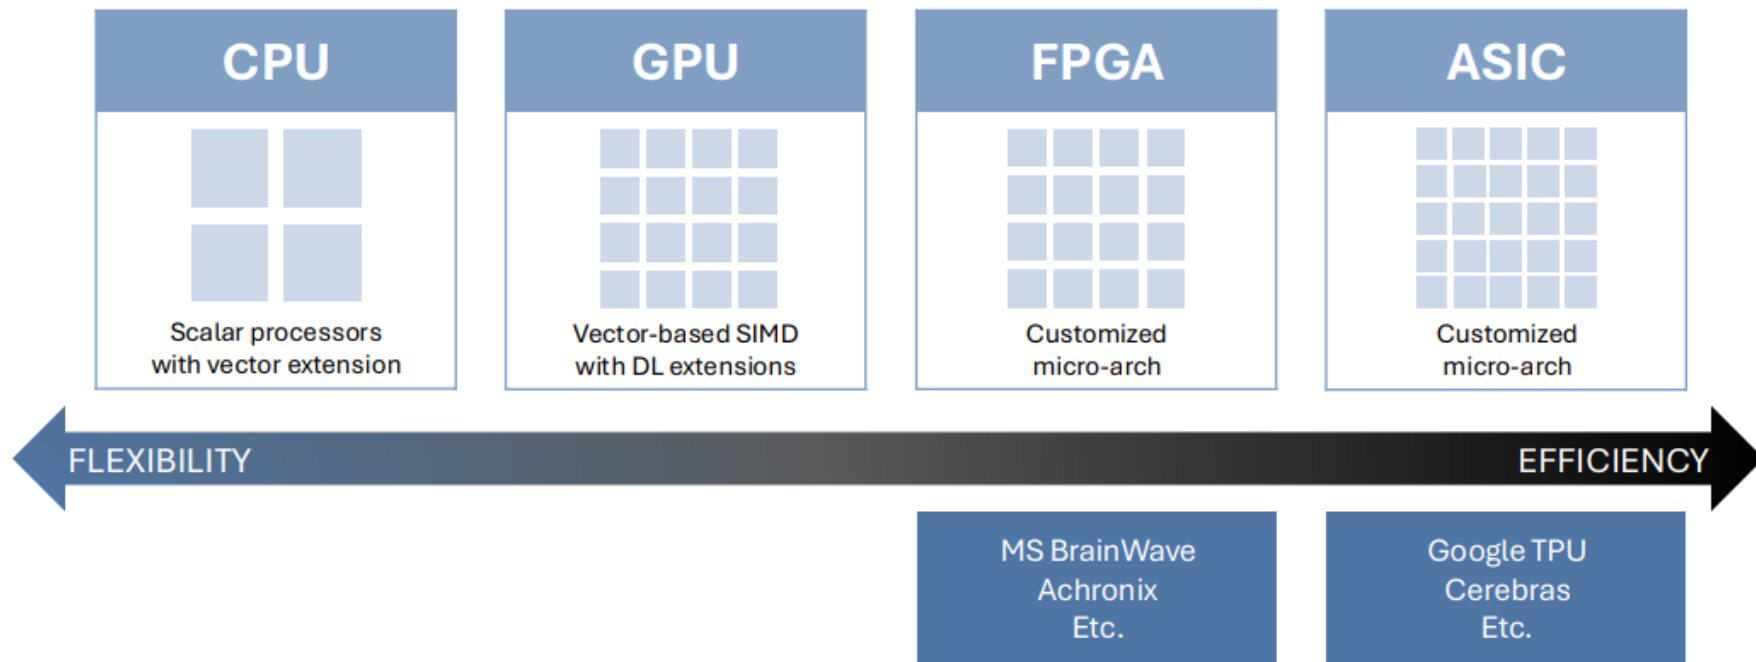 CPU
Scalar processors
with vector extension
GPU
Vector-based SIMD
with DL extensions
FPGA
Customized
micro-arch
ASIC
Customized
micro-arch
FLEXIBILITY
EFFICIENCY
MS BrainWave
Achronix
Etc.
Google TPU
Cerebras
Etc.